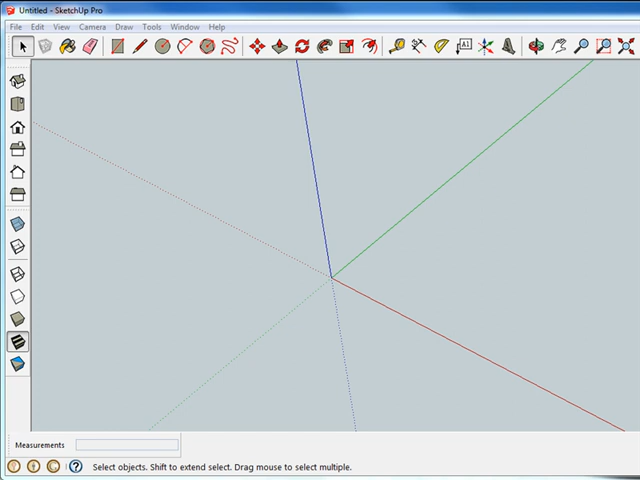 Untitled - SketchUp Pro
File Edit View Camera Draw Tools Window Help
A1
Measurements
Select objects. Shift to extend select. Drag mouse to select multiple.